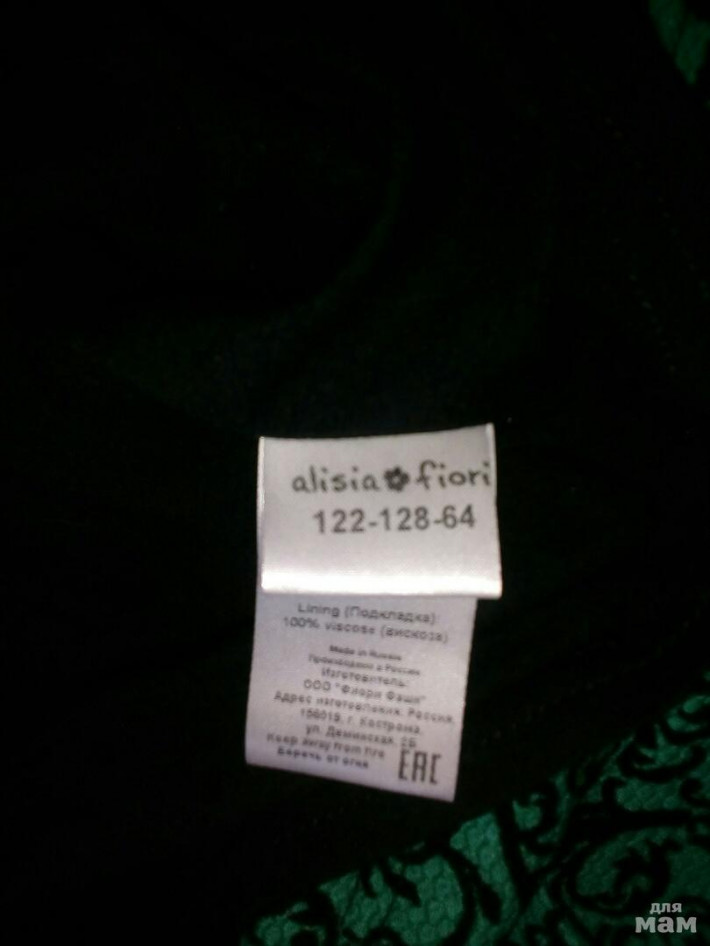 alisia fiori
122-128-64
Lining (Подкладка):
100% viscose (вискоза)
Made in Russia
Произведено в России
Изготовитель:
ООО "Фиори Фэшн"
Адрес изготовления: Россия,
156019, г. Кострома,
ул. Деминская, 2Б
Keep away from fire
Беречь от огня
EAC
для
мам